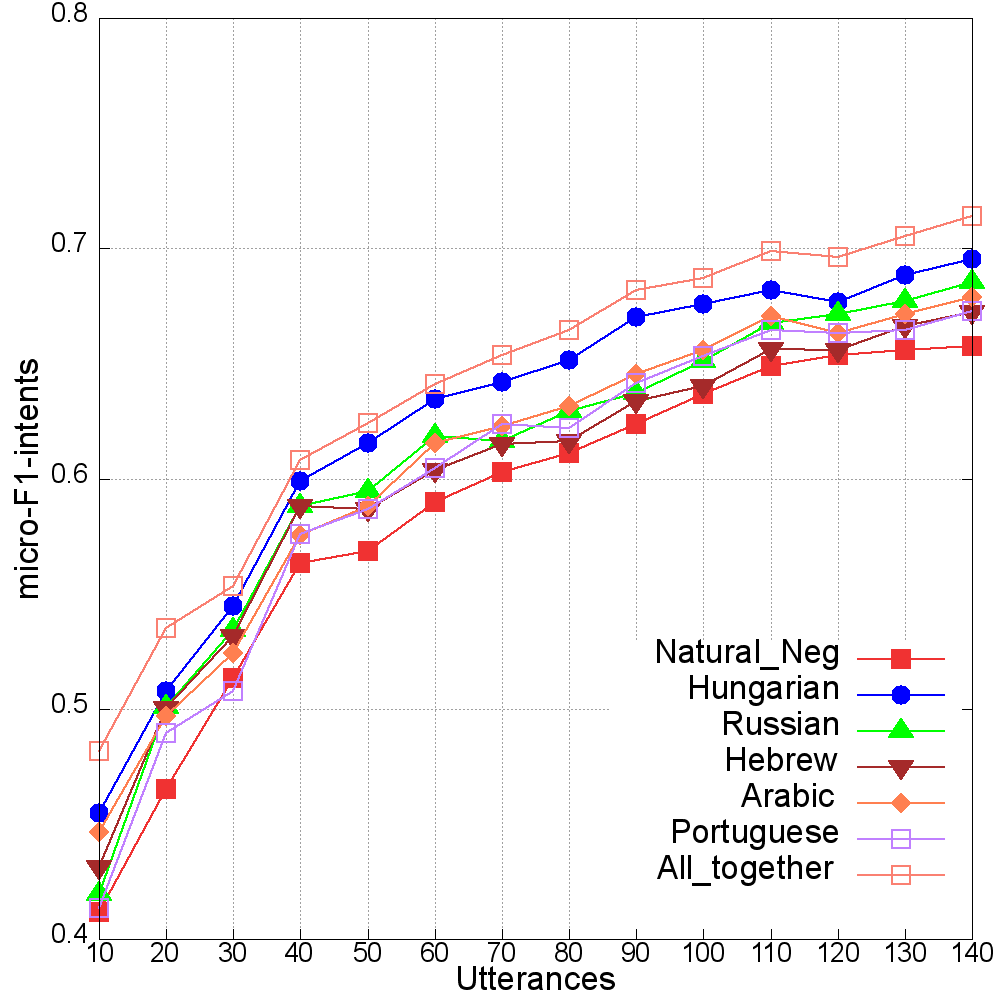 0.8
0.7
0.6
0.5
0.4
micro-F1-intents
10 20 30 40 50 60 70 80 90 100 110 120 130 140
Utterances
Natural_Neg
Hungarian
Russian
Hebrew
Arabic
Portuguese
All_together